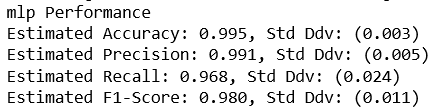 mlp Performance
Estimated Accuracy: 0.995, Std Ddv: (0.003)
Estimated Precision: 0.991, Std Ddv: (0.005)
Estimated Recall: 0.968, Std Ddv: (0.024)
Estimated F1-Score: 0.980, Std Ddv: (0.011)